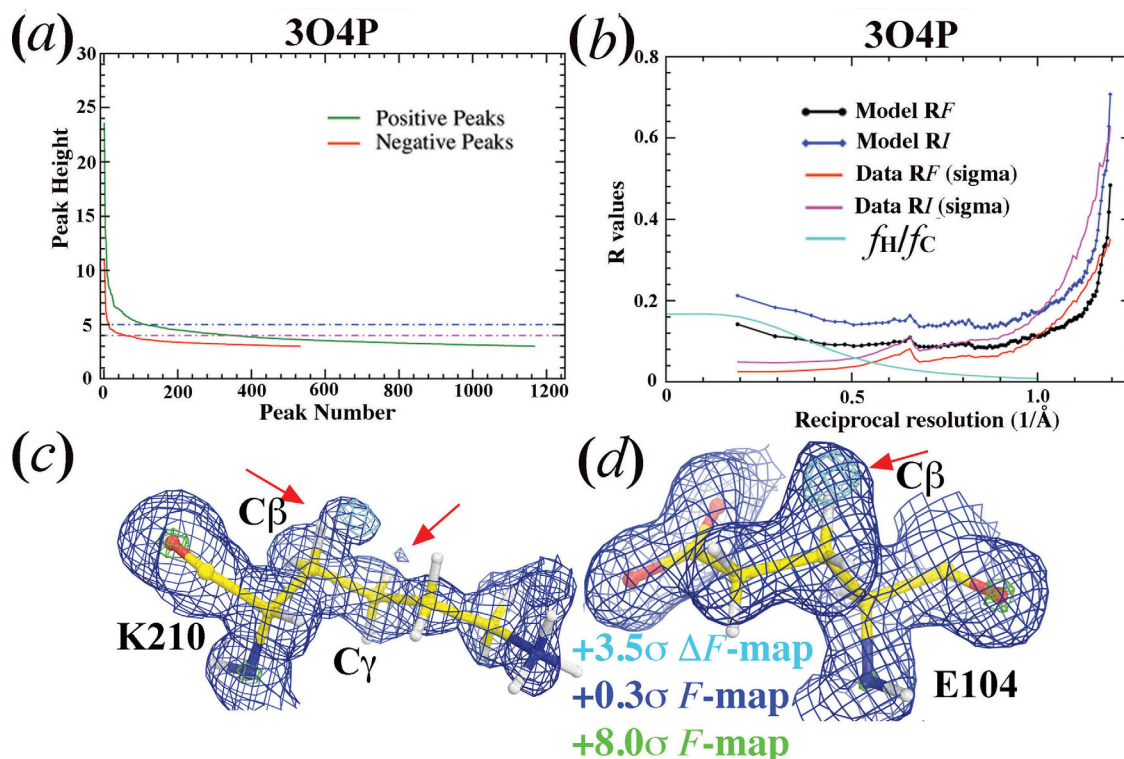 (a)
3O4P
30
25
20
15
10
5
0
Peak Height
Positive Peaks
Negative Peaks
0 200 400 600 800 1000 1200
Peak Number
(b)
3O4P
0.8
0.6
0.4
0.2
0
R values
Model RF
Model RI
Data RF (sigma)
Data RI (sigma)
fH/fC
0.5 1.0
Reciprocal resolution (1/Å)
(c)
Cβ
K210
Cγ
(d)
Cβ
E104
+3.5σ ΔF-map
+0.3σ F-map
+8.0σ F-map